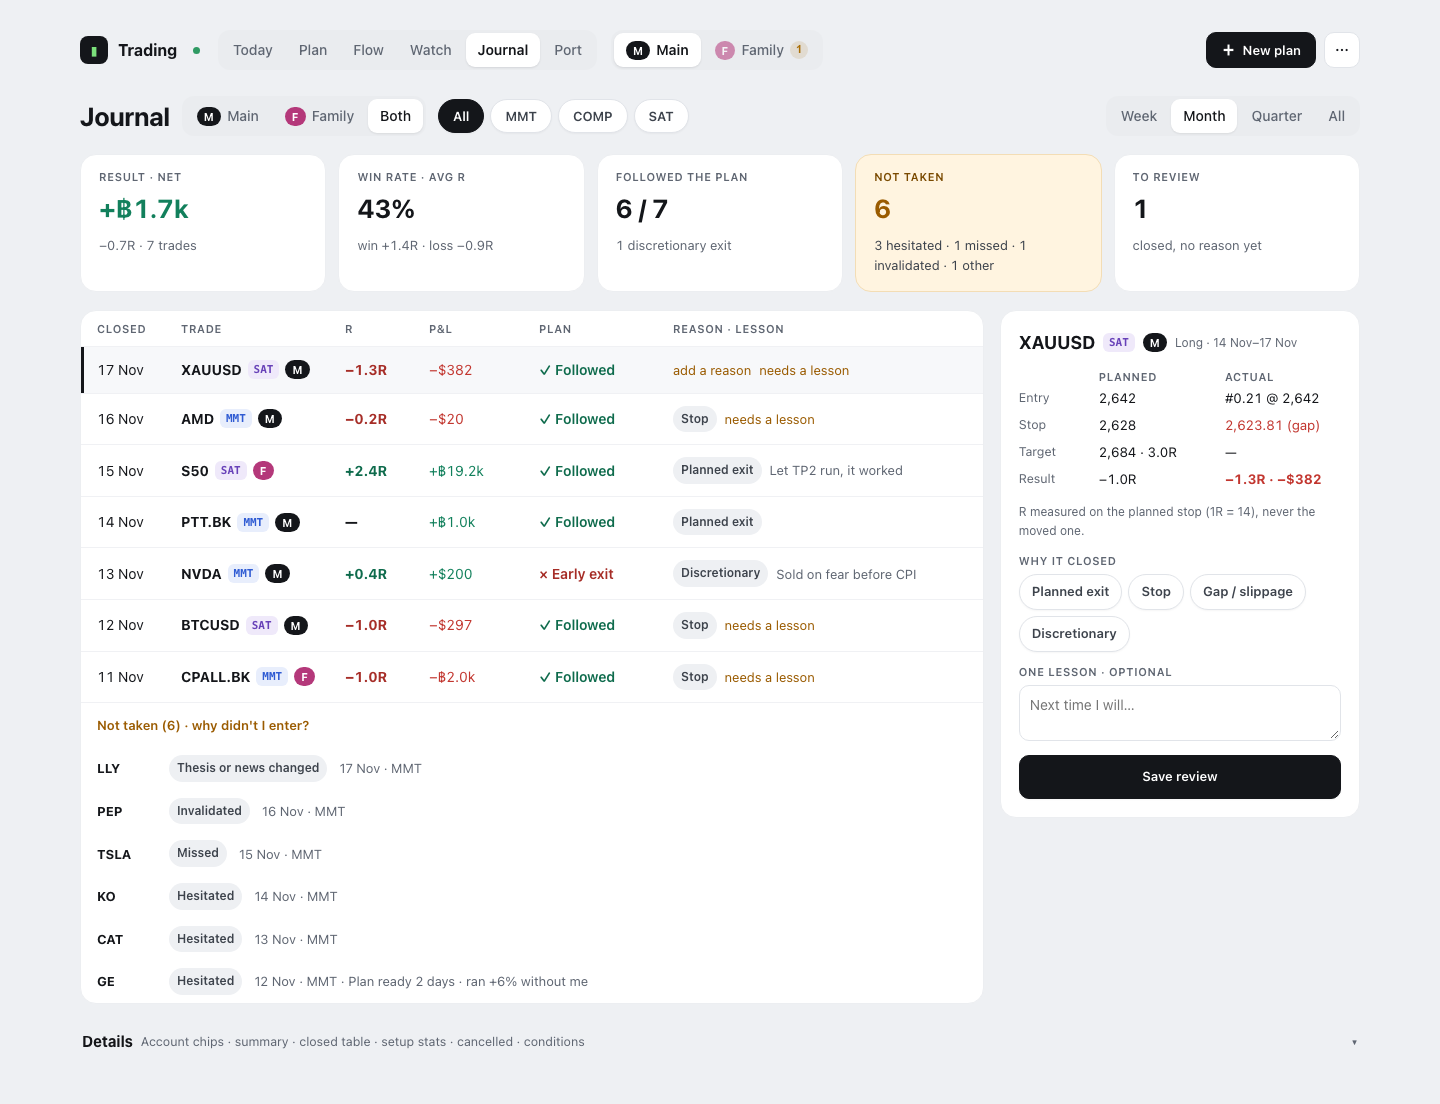 Trading Today Plan Flow Watch Journal Port M Main F Family 1 + New plan ...
Journal M Main F Family Both All MMT COMP SAT Week Month Quarter All
RESULT · NET
+฿1.7k
−0.7R · 7 trades
WIN RATE · AVG R
43%
win +1.4R · loss −0.9R
FOLLOWED THE PLAN
6 / 7
1 discretionary exit
NOT TAKEN
6
3 hesitated · 1 missed · 1
invalidated · 1 other
TO REVIEW
1
closed, no reason yet
CLOSED TRADE R P&L PLAN REASON · LESSON
17 Nov XAUUSD SAT M −1.3R −$382 ✓ Followed add a reason needs a lesson
16 Nov AMD MMT M −0.2R −$20 ✓ Followed Stop needs a lesson
15 Nov S50 SAT F +2.4R +฿19.2k ✓ Followed Planned exit Let TP2 run, it worked
14 Nov PTT.BK MMT M — +฿1.0k ✓ Followed Planned exit
13 Nov NVDA MMT M +0.4R +$200 × Early exit Discretionary Sold on fear before CPI
12 Nov BTCUSD SAT M −1.0R −$297 ✓ Followed Stop needs a lesson
11 Nov CPALL.BK MMT F −1.0R −฿2.0k ✓ Followed Stop needs a lesson
Not taken (6) · why didn't I enter?
LLY Thesis or news changed 17 Nov · MMT
PEP Invalidated 16 Nov · MMT
TSLA Missed 15 Nov · MMT
KO Hesitated 14 Nov · MMT
CAT Hesitated 13 Nov · MMT
GE Hesitated 12 Nov · MMT · Plan ready 2 days · ran +6% without me
XAUUSD SAT M Long · 14 Nov–17 Nov
PLANNED ACTUAL
Entry 2,642 #0.21 @ 2,642
Stop 2,628 2,623.81 (gap)
Target 2,684 · 3.0R —
Result −1.0R −1.3R · −$382
R measured on the planned stop (1R = 14), never the
moved one.
WHY IT CLOSED
Planned exit Stop Gap / slippage
Discretionary
ONE LESSON · OPTIONAL
Next time I will...
Save review
Details Account chips · summary · closed table · setup stats · cancelled · conditions